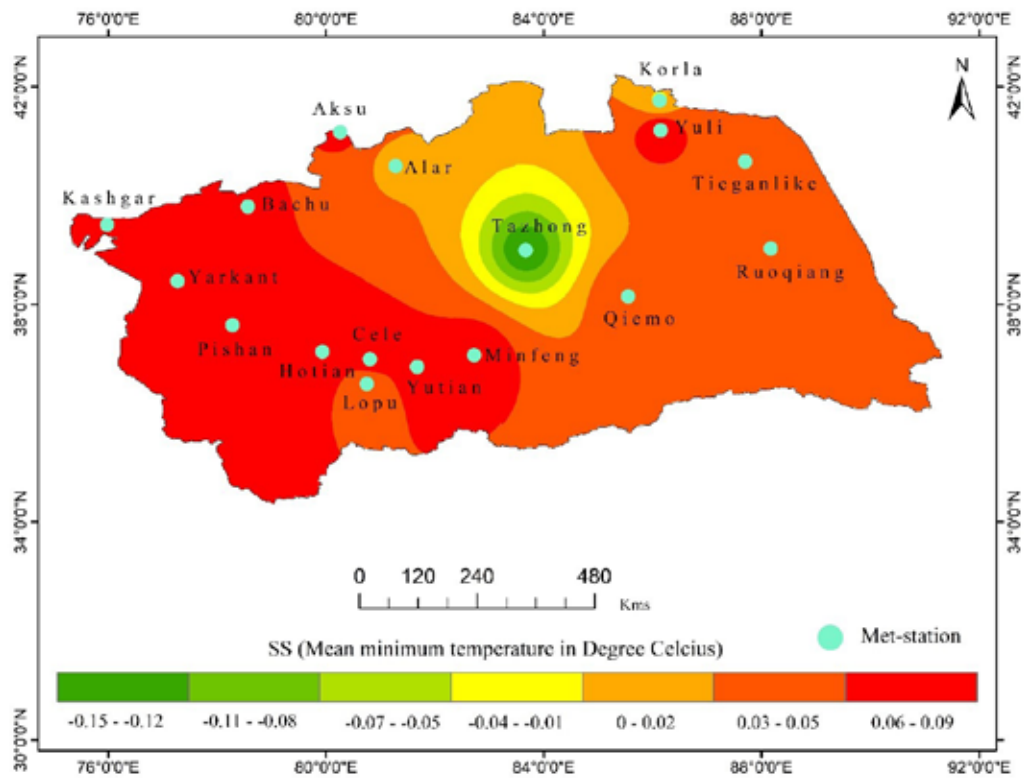 76°0'0"E 80°0'0"E 84°0'0"E 88°0'0"E 92°0'0"E
42°0'0"N 42°0'0"N
N
Korla
Aksu
Yuli
Alar
Tieganlike
Kashgar
Bachu
Tazhong
Ruoqiang
Yarkant
38°0'0"N 38°0'0"N
Qiemo
Pishan
Cele
Minfeng
Hotian
Yutian
Lopu
34°0'0"N 34°0'0"N
0 120 240 480
Kms
Met-station
SS (Mean minimum temperature in Degree Celcius)
-0.15 - -0.12 -0.11 - -0.08 -0.07 - -0.05 -0.04 - -0.01 0 - 0.02 0.03 - 0.05 0.06 - 0.09
30°0'0"N 30°0'0"N
76°0'0"E 80°0'0"E 84°0'0"E 88°0'0"E 92°0'0"E